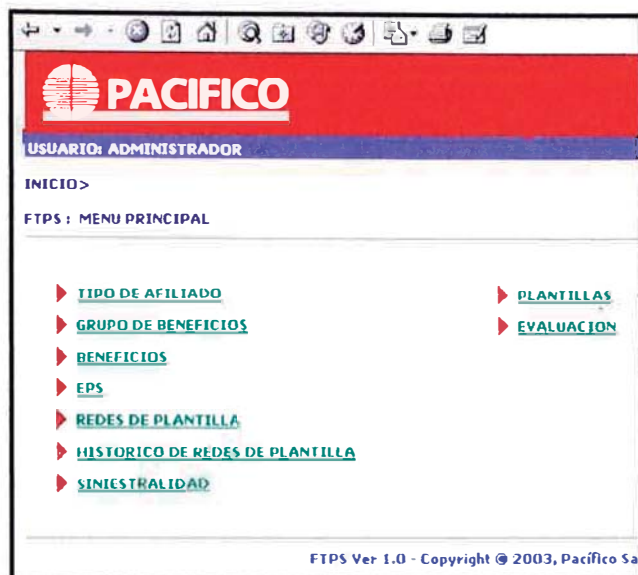 PACIFICO
USUARIO: ADMINISTRADOR
INICIO>
FTPS : MENU PRINCIPAL
TIPO DE AFILIADO
GRUPO DE BENEFICIOS
BENEFICIOS
EPS
REDES DE PLANTILLA
HISTORICO DE REDES DE PLANTILLA
SINIESTRALIDAD
PLANTILLAS
EVALUACION
FTPS Ver 1.0 - Copyright @ 2003, Pacífico Sa